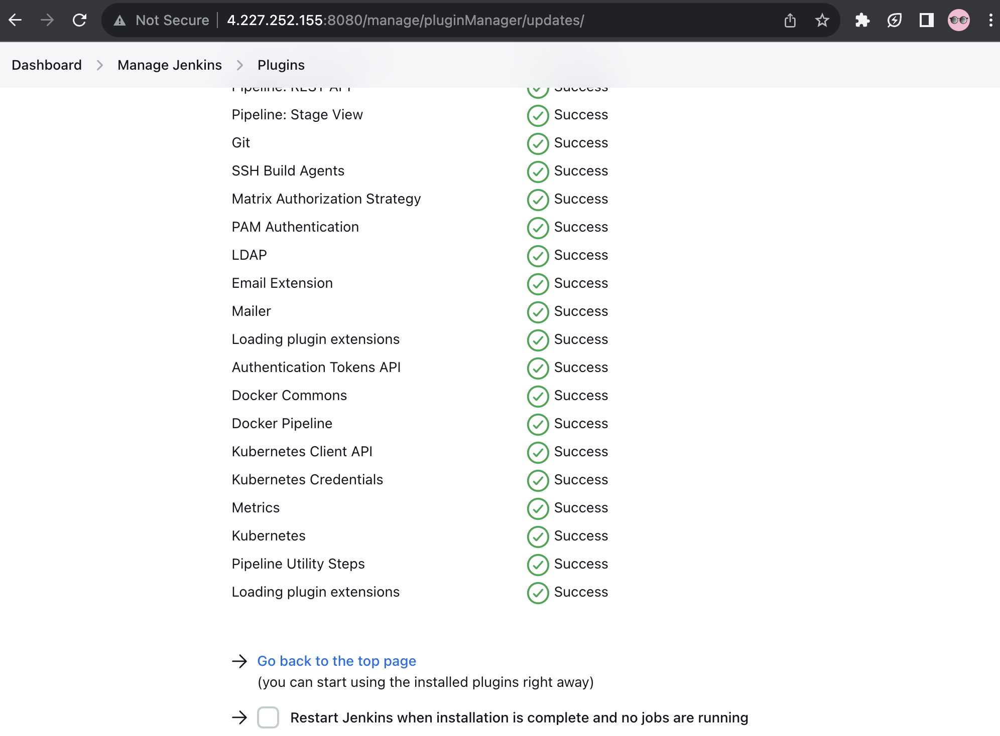 Not Secure 4.227.252.155:8080/manage/pluginManager/updates/
Dashboard Manage Jenkins Plugins
Pipeline: REST API Success
Pipeline: Stage View Success
Git Success
SSH Build Agents Success
Matrix Authorization Strategy Success
PAM Authentication Success
LDAP Success
Email Extension Success
Mailer Success
Loading plugin extensions Success
Authentication Tokens API Success
Docker Commons Success
Docker Pipeline Success
Kubernetes Client API Success
Kubernetes Credentials Success
Metrics Success
Kubernetes Success
Pipeline Utility Steps Success
Loading plugin extensions Success
Go back to the top page
(you can start using the installed plugins right away)
Restart Jenkins when installation is complete and no jobs are running